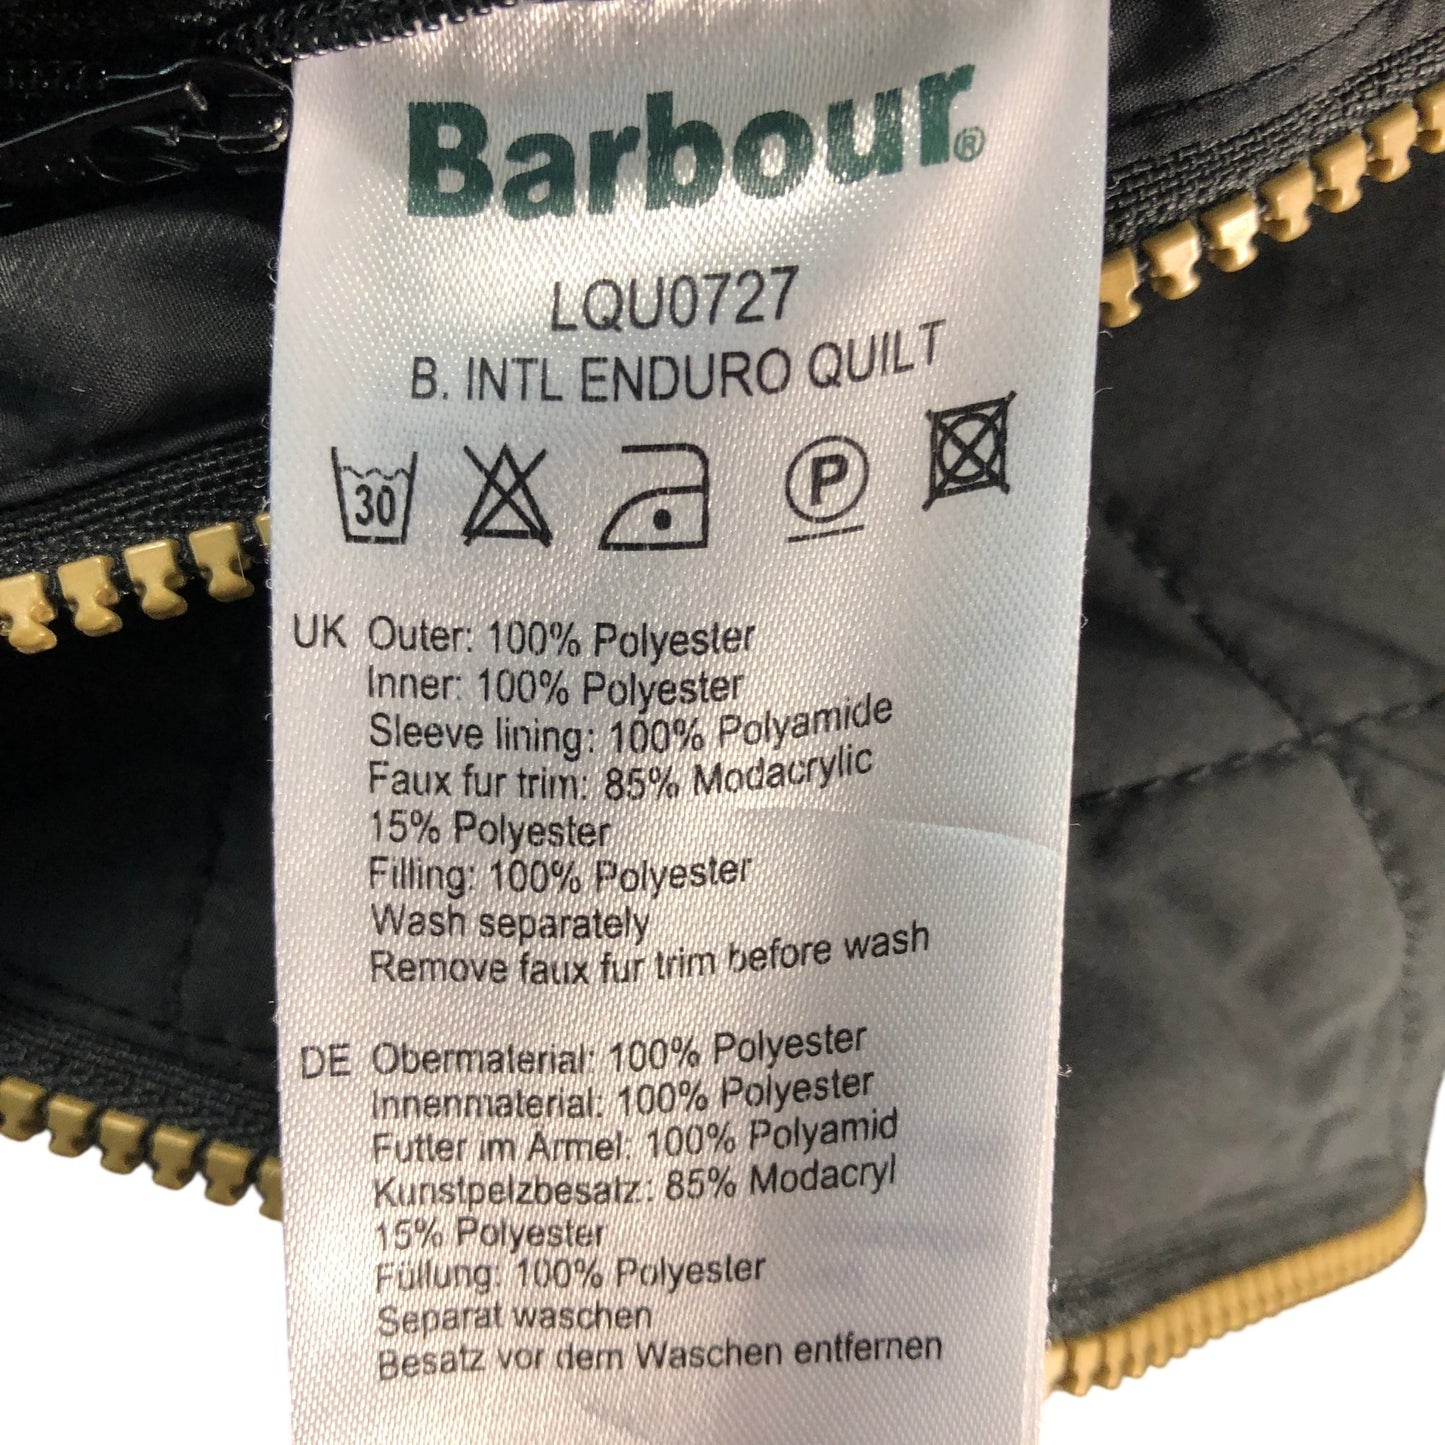 Barbour®
LQU0727
B. INTL ENDURO QUILT
30 P
UK Outer: 100% Polyester
Inner: 100% Polyester
Sleeve lining: 100% Polyamide
Faux fur trim: 85% Modacrylic
15% Polyester
Filling: 100% Polyester
Wash separately
Remove faux fur trim before wash
DE Obermaterial: 100% Polyester
Innenmaterial: 100% Polyester
Futter im Armel: 100% Polyamid
Kunstpelzbesatz: 85% Modacryl
15% Polyester
Füllung: 100% Polyester
Separat waschen
Besatz vor dem Waschen entfernen